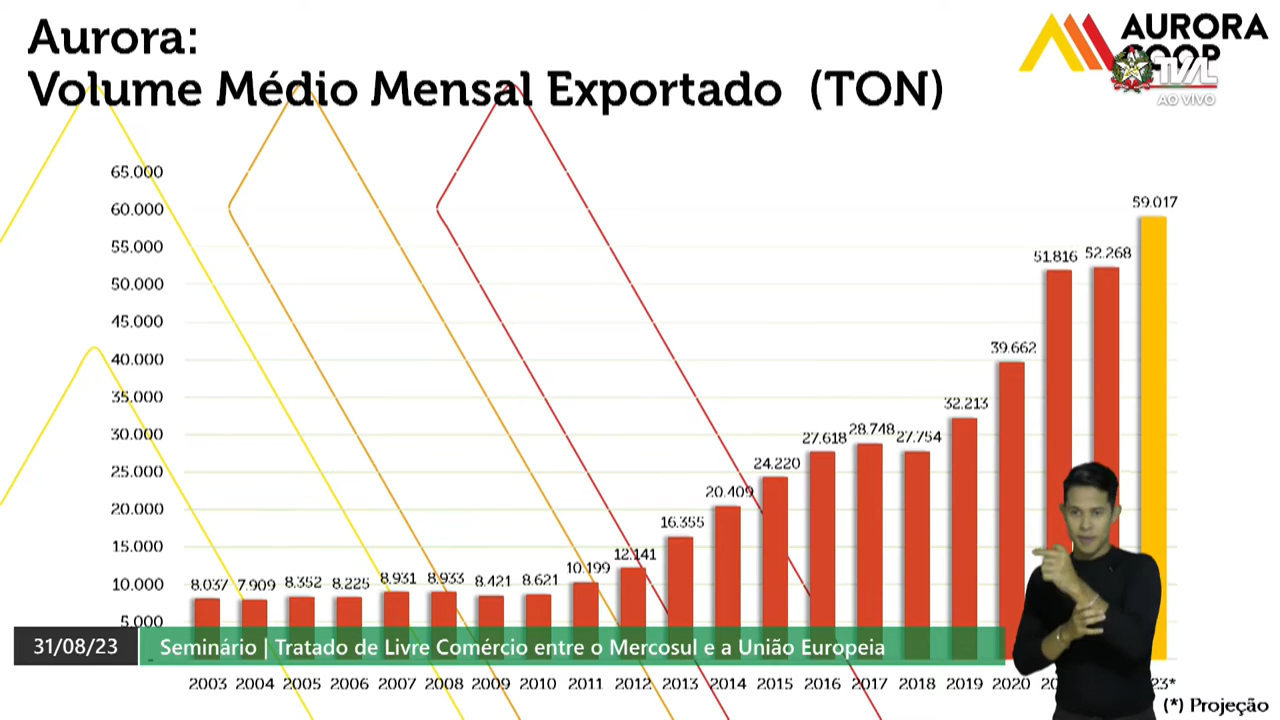 Aurora:
Volume Médio Mensal Exportado (TON)
AURORA
COOP
TVAL
AO VIVO
65.000
60.000
55.000
50.000
45.000
40.000
35.000
30.000
25.000
20.000
15.000
10.000
5.000
8.037 7.909 8.352 8.225 8.931 8.933 8.421 8.621 10.199 12.141 16.355 20.409 24.220 27.618 28.748 27.754 32.213 39.662 51.816 52.268 59.017
31/08/23 Seminário | Tratado de Livre Comércio entre o Mercosul e a União Europeia
2003 2004 2005 2006 2007 2008 2009 2010 2011 2012 2013 2014 2015 2016 2017 2018 2019 2020
(*) Projeção